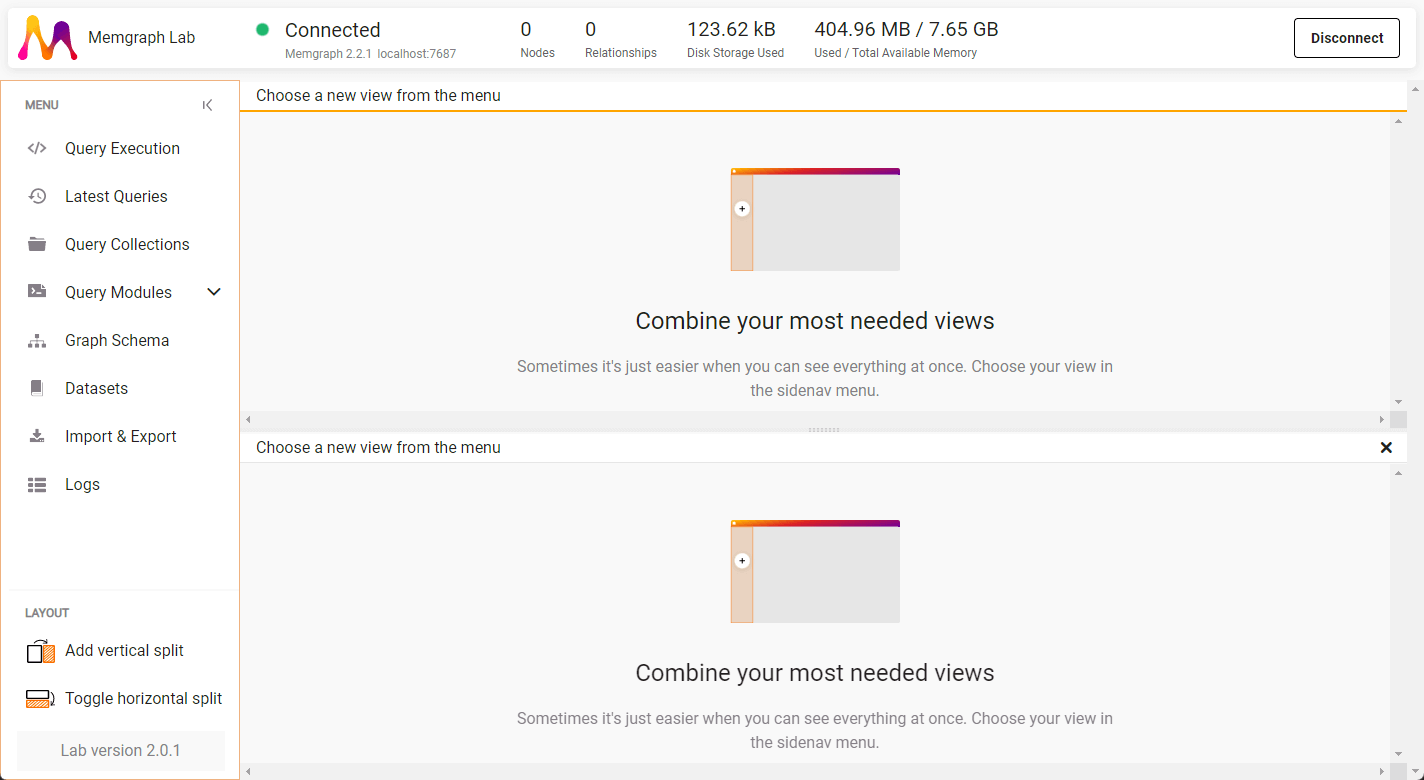 Memgraph Lab
Connected
Memgraph 2.2.1 localhost:7687
0
Nodes
0
Relationships
123.62 kB
Disk Storage Used
404.96 MB / 7.65 GB
Used / Total Available Memory
Disconnect
MENU
Query Execution
Latest Queries
Query Collections
Query Modules
Graph Schema
Datasets
Import & Export
Logs
LAYOUT
Add vertical split
Toggle horizontal split
Lab version 2.0.1
Choose a new view from the menu
Combine your most needed views
Sometimes it's just easier when you can see everything at once. Choose your view in
the sidenav menu.
Choose a new view from the menu
Combine your most needed views
Sometimes it's just easier when you can see everything at once. Choose your view in
the sidenav menu.